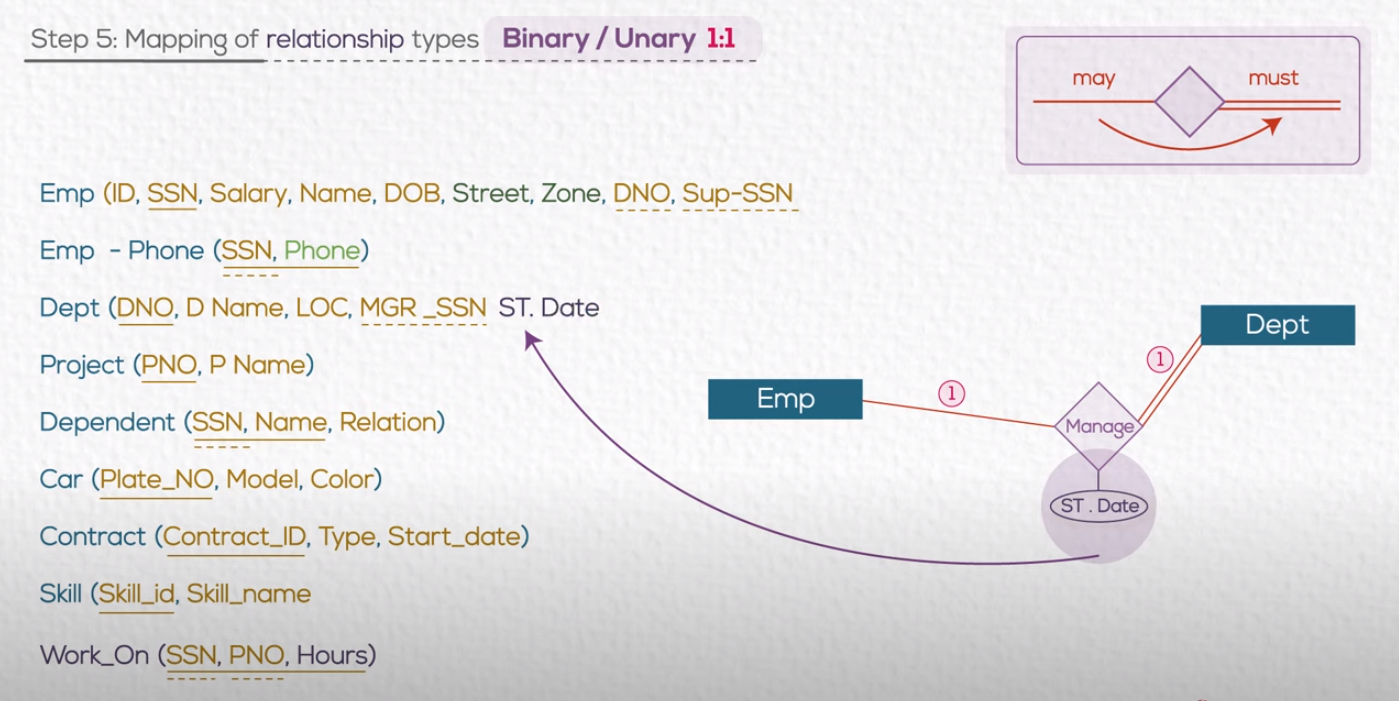 Step 5: Mapping of relationship types Binary / Unary 1:1
may must
Emp (ID, SSN, Salary, Name, DOB, Street, Zone, DNO, Sup-SSN
Emp - Phone (SSN, Phone)
Dept (DNO, D Name, LOC, MGR _SSN ST. Date
Project (PNO, P Name)
Dependent (SSN, Name, Relation)
Car (Plate_NO, Model, Color)
Contract (Contract_ID, Type, Start_date)
Skill (Skill_id, Skill_name
Work_On (SSN, PNO, Hours)
Dept
1
Emp
1
Manage
ST . Date